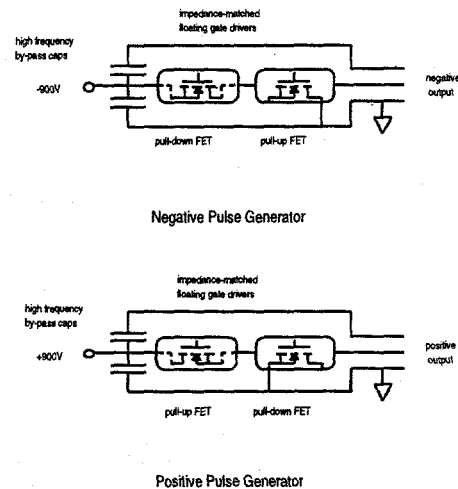 impedance-matched
floating gate drivers
high frequency
by-pass caps
-900V
negative
output
pull-down FET
pull-up FET
Negative Pulse Generator
impedance-matched
floating gate drivers
high frequency
by-pass caps
+900V
positive
output
pull-up FET
pull-down FET
Positive Pulse Generator